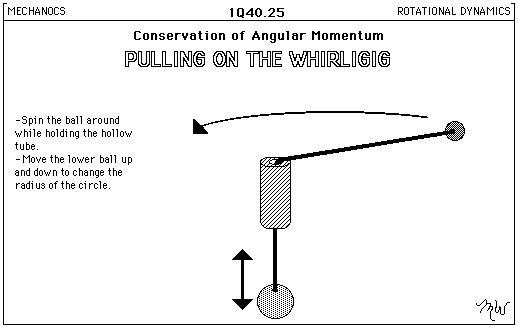 MECHANOCS
1Q40.25
ROTATIONAL DYNAMICS
Conservation of Angular Momentum
PULLING ON THE WHIRLIGIG
-Spin the ball around
while holding the hollow
tube.
-Move the lower ball up
and down to change the
radius of the circle.